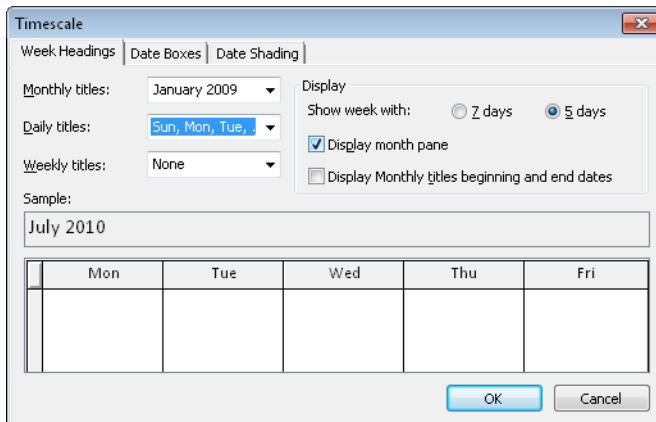 Timescale
Week Headings Date Boxes Date Shading
Monthly titles: January 2009
Daily titles: Sun, Mon, Tue, .
Weekly titles: None
Display
Show week with: 7 days 5 days
Display month pane
Display Monthly titles beginning and end dates
Sample:
July 2010
Mon Tue Wed Thu Fri
OK Cancel